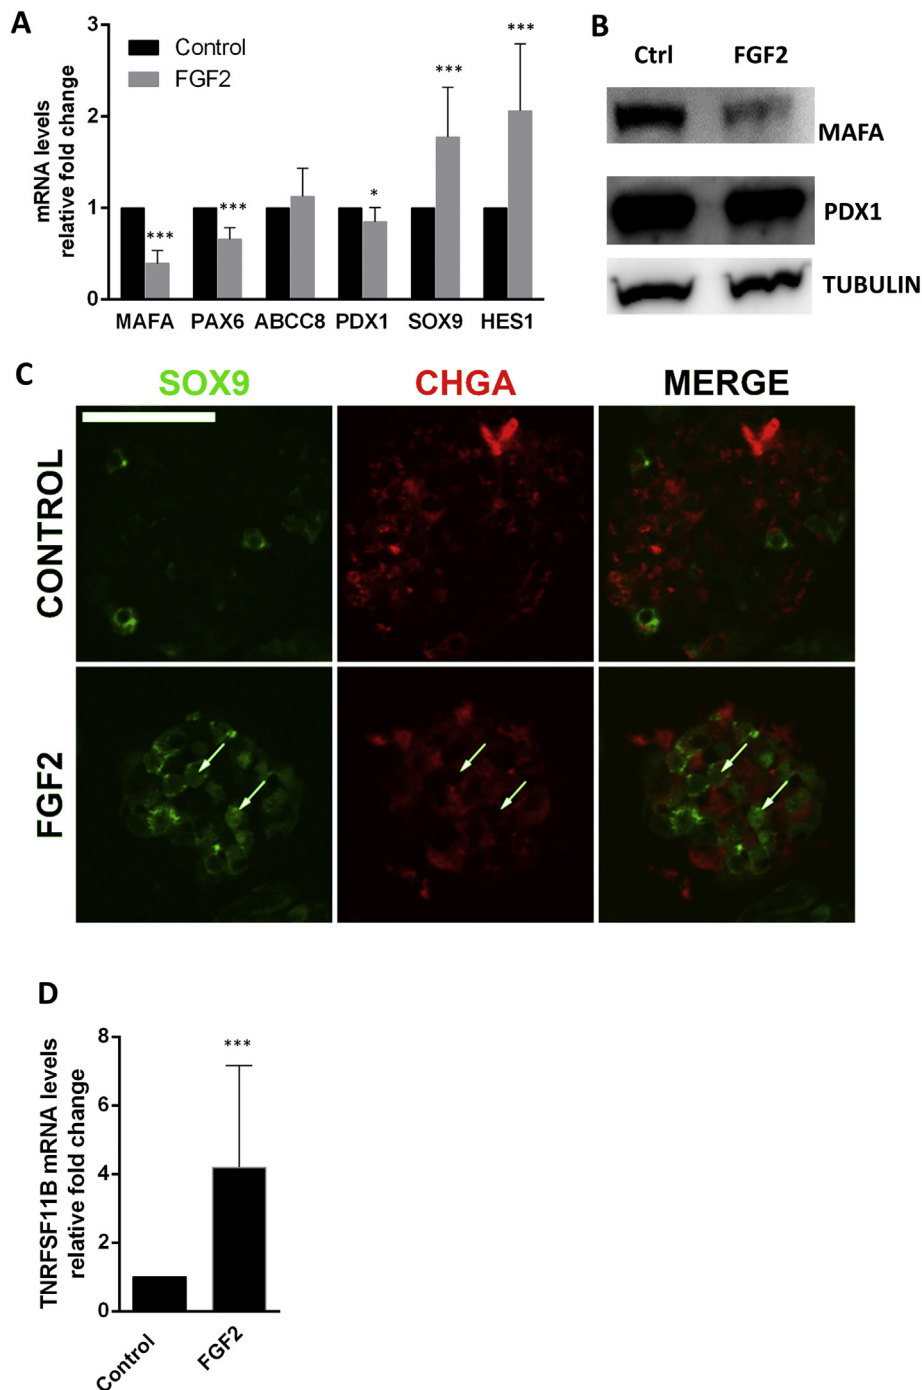 A
mRNA levels
relative fold change
3
2
1
0
Control
FGF2
***
***
*
***
***
MAFA PAX6 ABCC8 PDX1 SOX9 HES1
B
Ctrl FGF2
MAFA
PDX1
TUBULIN
C
SOX9 CHGA MERGE
CONTROL
FGF2
D
TNRFSF11B mRNA levels
relative fold change
8
6
4
2
0
***
Control
FGF2